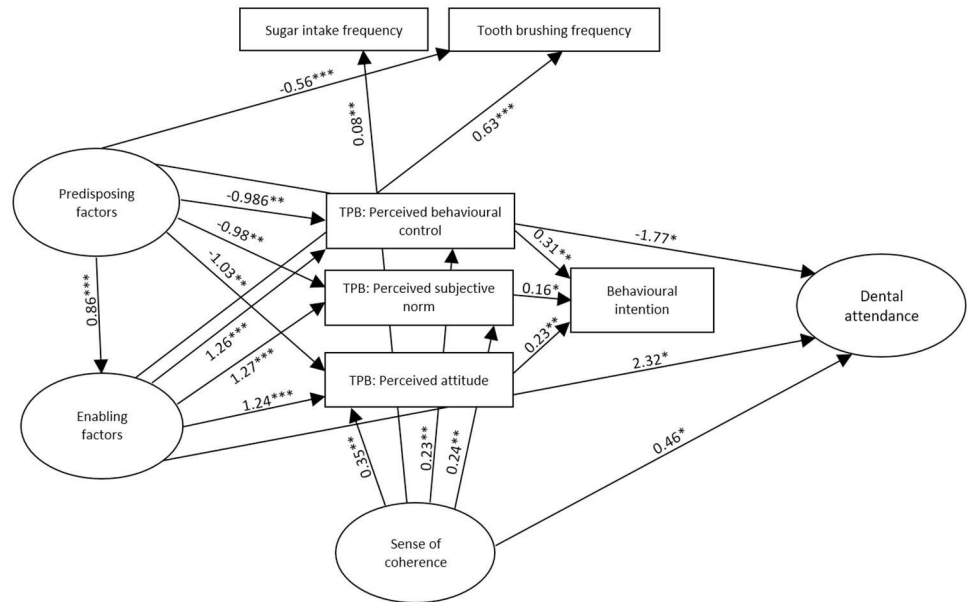 Sugar intake frequency
Tooth brushing frequency
-0.56***
0.08**
0.63***
Predisposing
factors
-0.986**
TPB: Perceived behavioural
control
-0.98**
-1.77*
0.31**
-1.03**
TPB: Perceived subjective
norm
0.16*
Behavioural
intention
Dental
attendance
0.86***
1.26***
0.23**
1.27***
TPB: Perceived attitude
2.32*
1.24***
Enabling
factors
0.35**
0.23**
0.24**
0.46*
Sense of
coherence